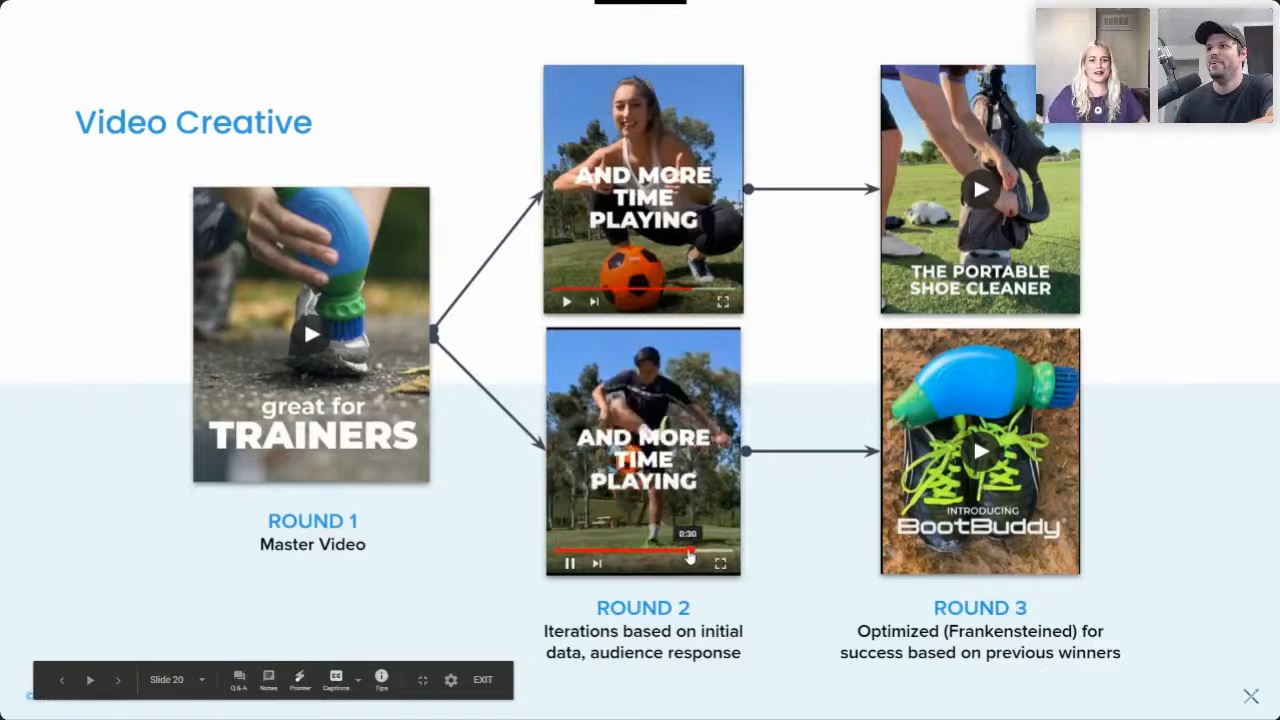 Video Creative
great for
TRAINERS
ROUND 1
Master Video
AND MORE
TIME
PLAYING
AND MORE
TIME
PLAYING
0:30
ROUND 2
Iterations based on initial
data, audience response
THE PORTABLE
SHOE CLEANER
INTRODUCING
BootBuddy®
ROUND 3
Optimized (Frankensteined) for
success based on previous winners
Slide 20
Q & A
Notes
Pointer
Captions
Tips
EXIT